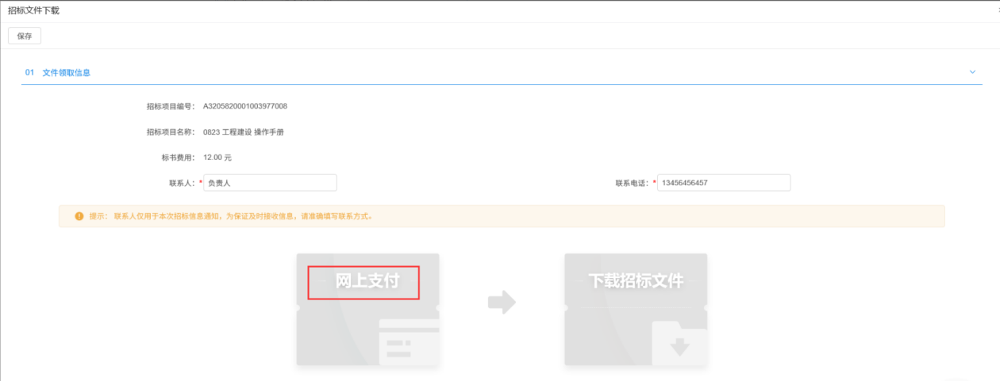 招标文件下载
保存
01 文件领取信息
招标项目编号： A3205820001003977008
招标项目名称： 0823 工程建设 操作手册
标书费用： 12.00 元
联系人：* 负责人 联系电话：* 13456456457
提示： 联系人仅用于本次招标信息通知，为保证及时接收信息，请准确填写联系方式。
网上支付 下载招标文件